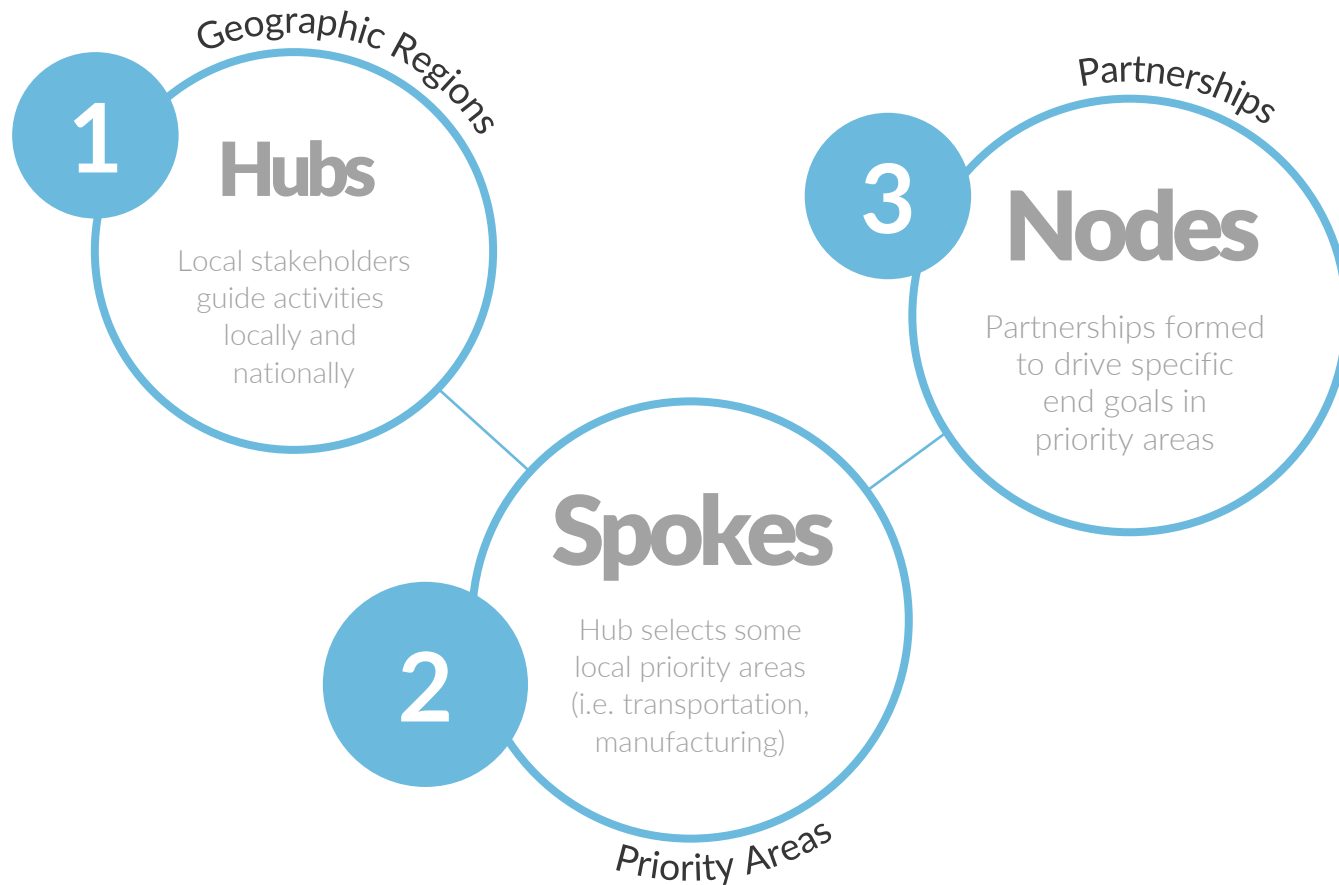 Geographic Regions
1
Hubs
Local stakeholders
guide activities
locally and
nationally
2
Spokes
Hub selects some
local priority areas
(i.e. transportation,
manufacturing)
Priority Areas
Partnerships
3
Nodes
Partnerships formed
to drive specific
end goals in
priority areas